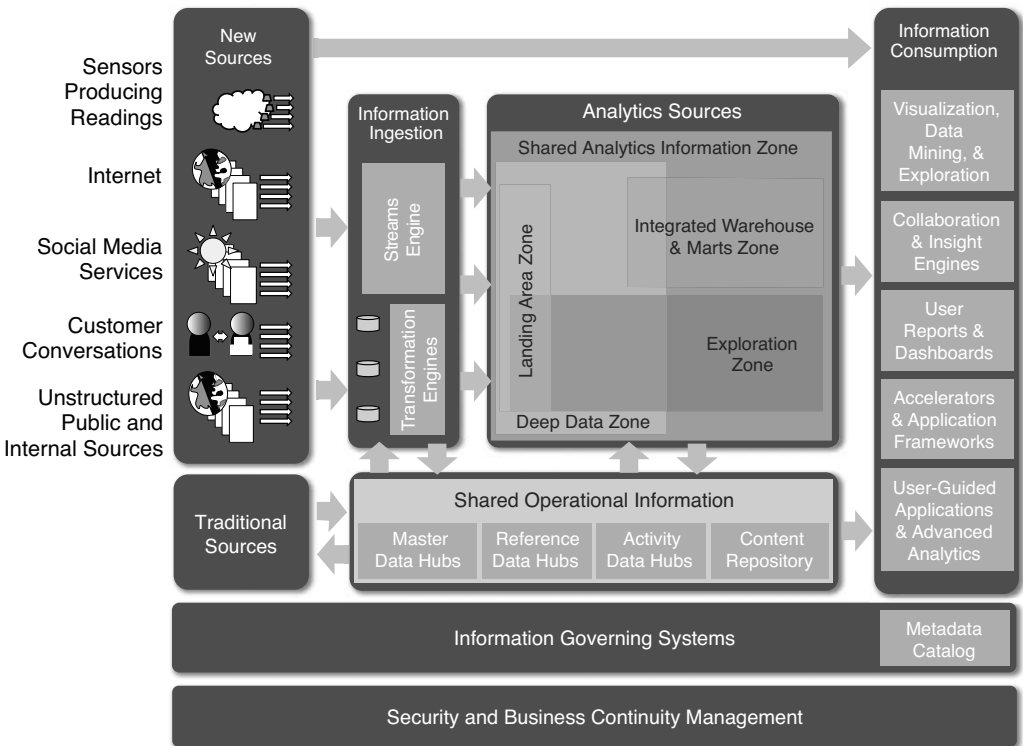 New
Sources
Sensors
Producing
Readings
Internet
Social Media
Services
Customer
Conversations
Unstructured
Public and
Internal Sources
Traditional
Sources
Information
Ingestion
Streams
Engine
Transformation
Engines
Analytics Sources
Shared Analytics Information Zone
Landing Area Zone
Integrated Warehouse
& Marts Zone
Exploration
Zone
Deep Data Zone
Shared Operational Information
Master
Data Hubs
Reference
Data Hubs
Activity
Data Hubs
Content
Repository
Information
Consumption
Visualization,
Data
Mining, &
Exploration
Collaboration
& Insight
Engines
User
Reports &
Dashboards
Accelerators
& Application
Frameworks
User-Guided
Applications
& Advanced
Analytics
Information Governing Systems
Metadata
Catalog
Security and Business Continuity Management